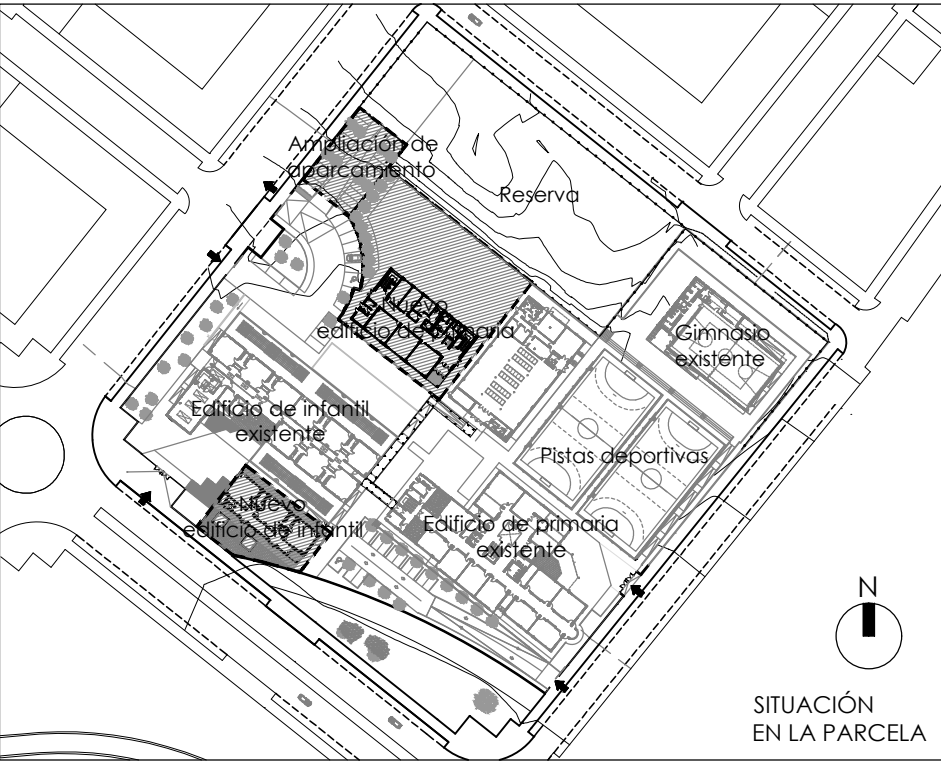 Ampliación de
aparcamiento
Reserva
Nuevo
edificio de primaria
Gimnasio
existente
Edificio de infantil
existente
Pistas deportivas
Nuevo
edificio de infantil
Edificio de primaria
existente
N
SITUACIÓN
EN LA PARCELA